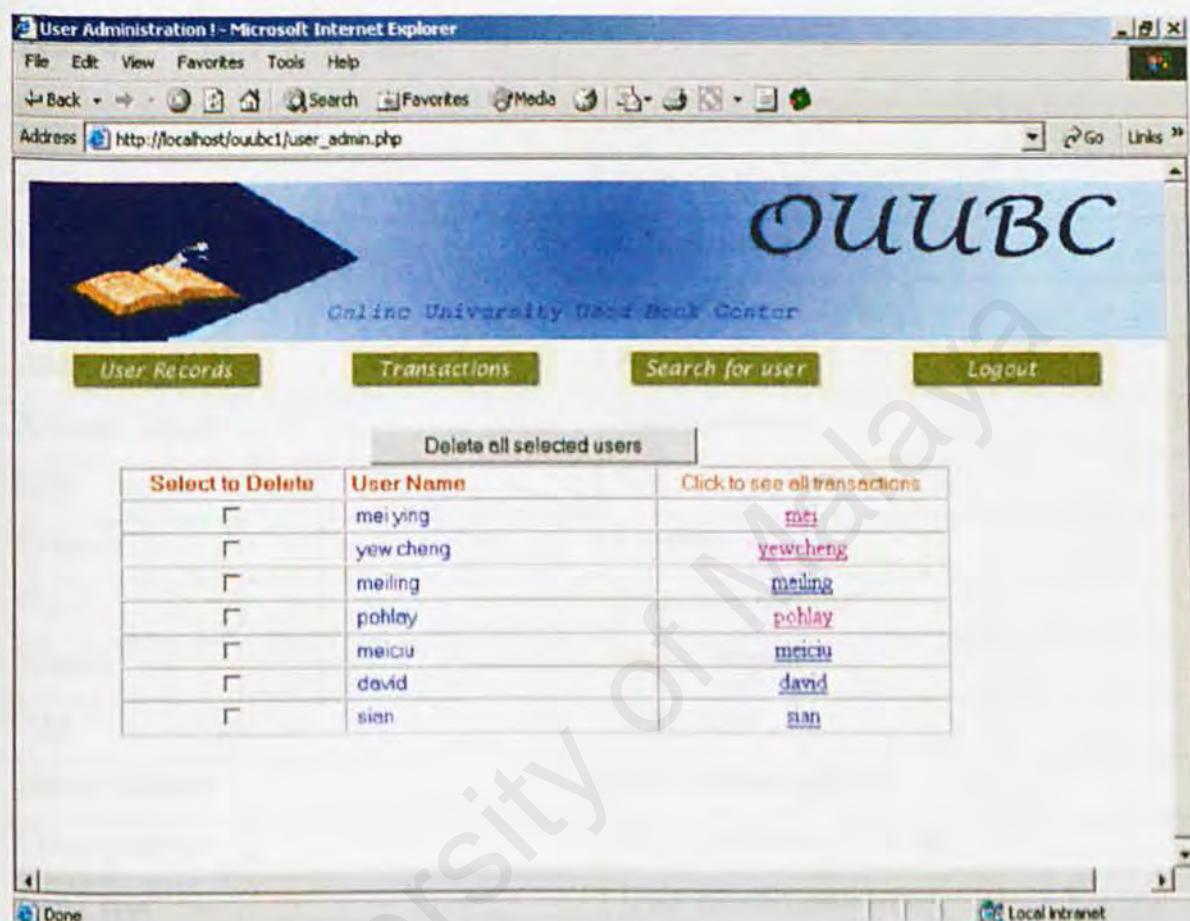 User Administration ! - Microsoft Internet Explorer
File Edit View Favorites Tools Help
Back Search Favorites Media
Address http://localhost/ouubc1/user_admin.php Go Links »
OUUBC
Online University Used Book Center
User Records Transactions Search for user Logout
Delete all selected users
Select to Delete User Name Click to see all transactions
mei ying mei
yew cheng yewcheng
meiling meiling
pohlay pohlay
meiciu meiciu
david david
sian sian
Done Local intranet
University of Malaya